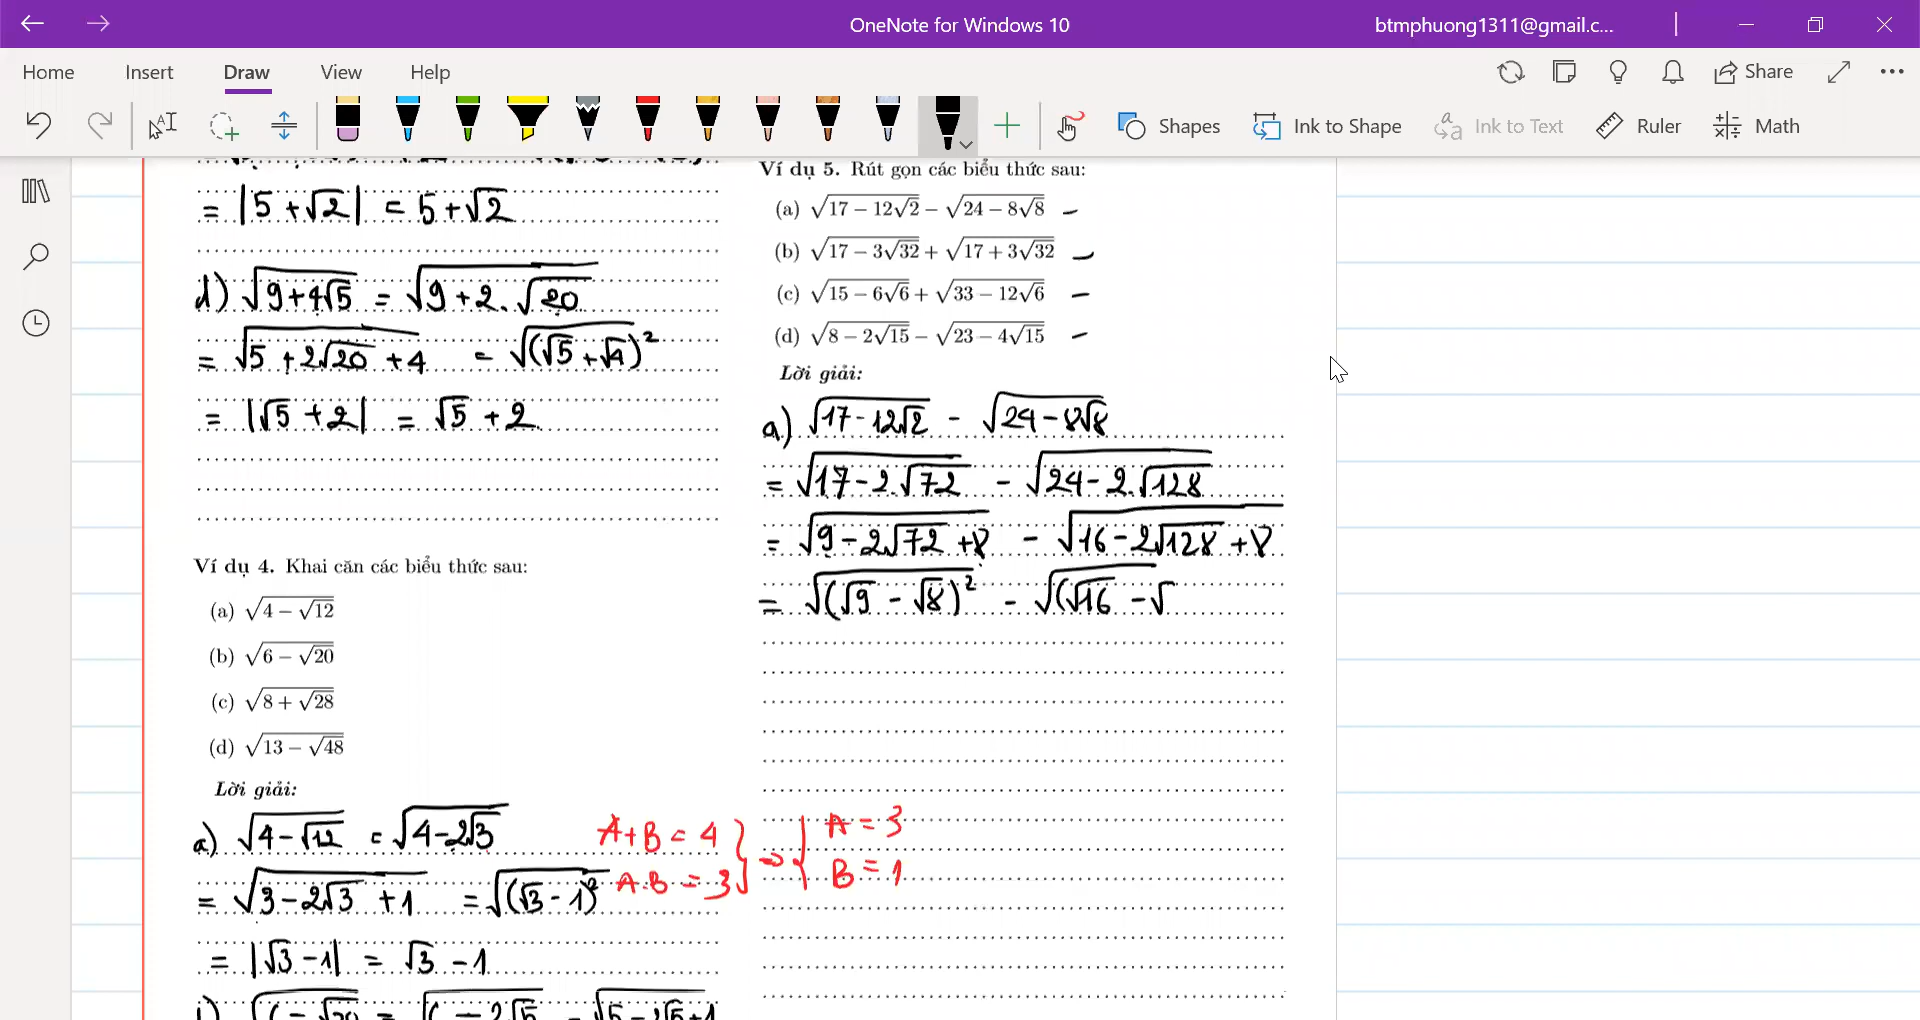 OneNote for Windows 10
btmphuong1311@gmail.c...
Home Insert Draw View Help
Share
Shapes Ink to Shape Ink to Text Ruler Math
= |5 + √2| = 5 + √2
d) √(9 + 4√5) = √(9 + 2.√20)
= √(5 + 2√20 + 4) = √((√5 + √4)²)
= |√5 + 2| = √5 + 2
Ví dụ 4. Khai căn các biểu thức sau:
(a) √(4 − √12)
(b) √(6 − √20)
(c) √(8 + √28)
(d) √(13 − √48)
Lời giải:
a) √(4 − √12) = √(4 − 2√3)
A + B = 4
A.B = 3
} => { A = 3
B = 1
= √(3 − 2√3 + 1) = √((√3 − 1)²)
= |√3 − 1| = √3 − 1
Ví dụ 5. Rút gọn các biểu thức sau:
(a) √(17 − 12√2) − √(24 − 8√8) −
(b) √(17 − 3√32) + √(17 + 3√32) −
(c) √(15 − 6√6) + √(33 − 12√6) −
(d) √(8 − 2√15) − √(23 − 4√15) −
Lời giải:
a.) √(17 − 12√2) − √(24 − 8√8)
= √(17 − 2.√72) − √(24 − 2.√128)
= √(9 − 2√72 + 8) − √(16 − 2√128 + 8)
= √((√9 − √8)²) − √((√16 − √